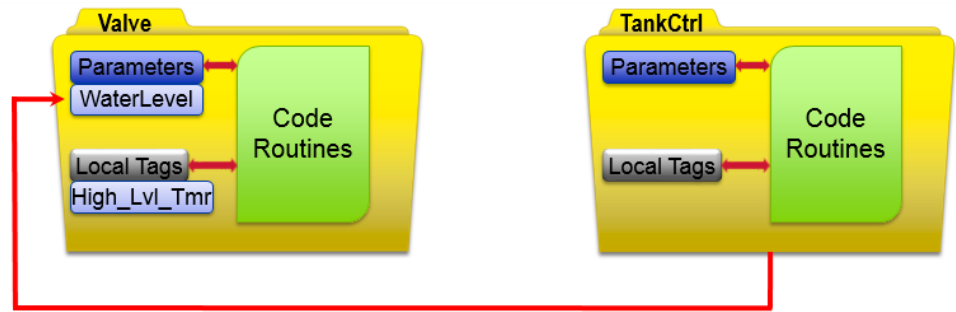 Valve
Parameters
WaterLevel
Local Tags
High_Lvl_Tmr
Code
Routines
TankCtrl
Parameters
Local Tags
Code
Routines